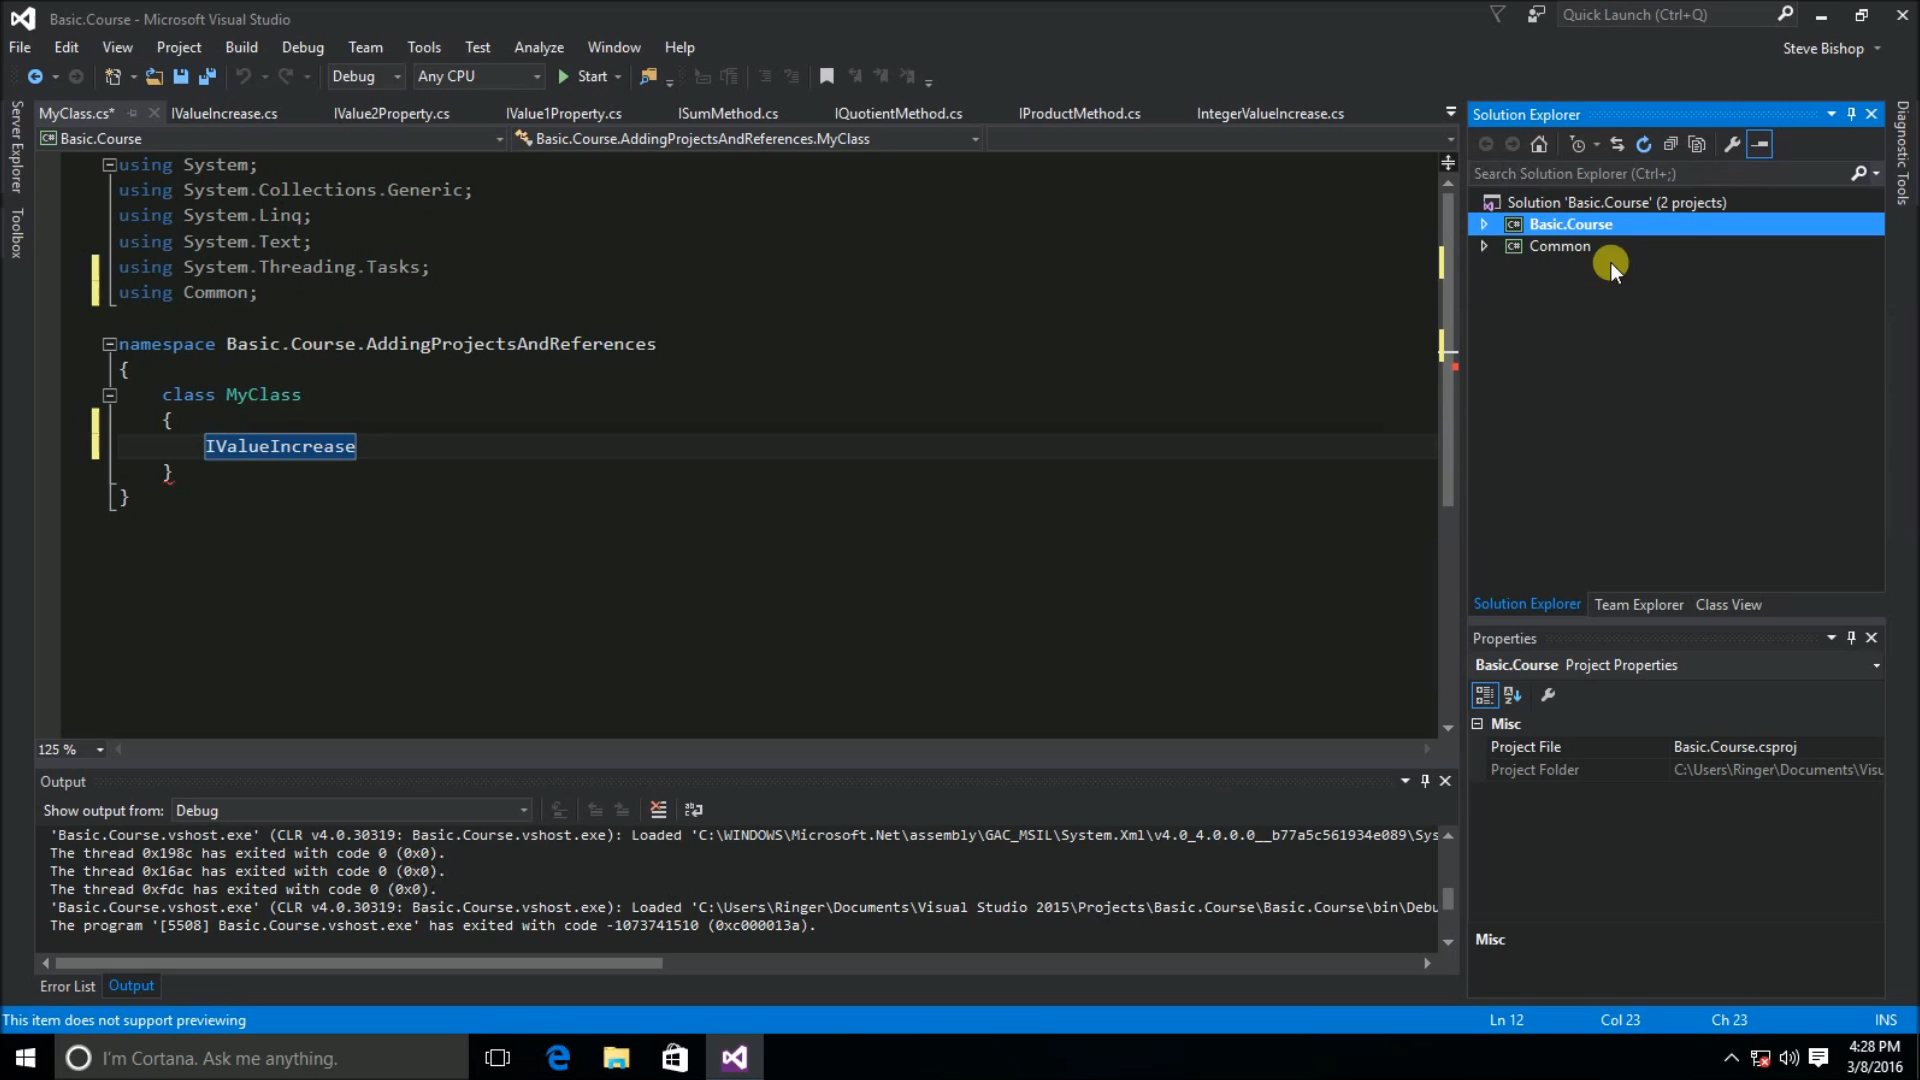 Basic.Course - Microsoft Visual Studio
Quick Launch (Ctrl+Q)
File Edit View Project Build Debug Team Tools Test Analyze Window Help
Steve Bishop
Debug Any CPU Start
Server Explorer
Toolbox
MyClass.cs* IValueIncrease.cs IValue2Property.cs IValue1Property.cs ISumMethod.cs IQuotientMethod.cs IProductMethod.cs IntegerValueIncrease.cs
Basic.Course Basic.Course.AddingProjectsAndReferences.MyClass
using System;
using System.Collections.Generic;
using System.Linq;
using System.Text;
using System.Threading.Tasks;
using Common;
namespace Basic.Course.AddingProjectsAndReferences
{
class MyClass
{
IValueIncrease
}
}
125 %
Output
Show output from: Debug
'Basic.Course.vshost.exe' (CLR v4.0.30319: Basic.Course.vshost.exe): Loaded 'C:\WINDOWS\Microsoft.Net\assembly\GAC_MSIL\System.Xml\v4.0_4.0.0.0__b77a5c561934e089\Sys
The thread 0x198c has exited with code 0 (0x0).
The thread 0x16ac has exited with code 0 (0x0).
The thread 0xfdc has exited with code 0 (0x0).
'Basic.Course.vshost.exe' (CLR v4.0.30319: Basic.Course.vshost.exe): Loaded 'C:\Users\Ringer\Documents\Visual Studio 2015\Projects\Basic.Course\Basic.Course\bin\Debu
The program '[5508] Basic.Course.vshost.exe' has exited with code -1073741510 (0xc000013a).
Error List Output
Solution Explorer
Search Solution Explorer (Ctrl+;)
Solution 'Basic.Course' (2 projects)
C# Basic.Course
C# Common
Solution Explorer Team Explorer Class View
Properties
Basic.Course Project Properties
Misc
Project File Basic.Course.csproj
Project Folder C:\Users\Ringer\Documents\Visu
Misc
Diagnostic Tools
This item does not support previewing
Ln 12 Col 23 Ch 23 INS
I'm Cortana. Ask me anything.
4:28 PM
3/8/2016